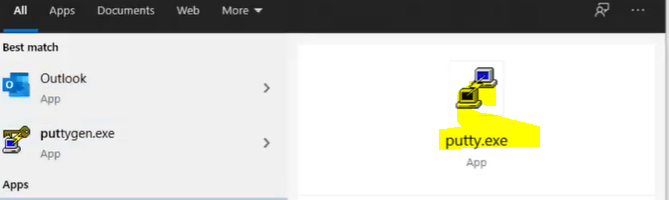 All Apps Documents Web More
Best match
Outlook
App
puttygen.exe
App
Apps
putty.exe
App